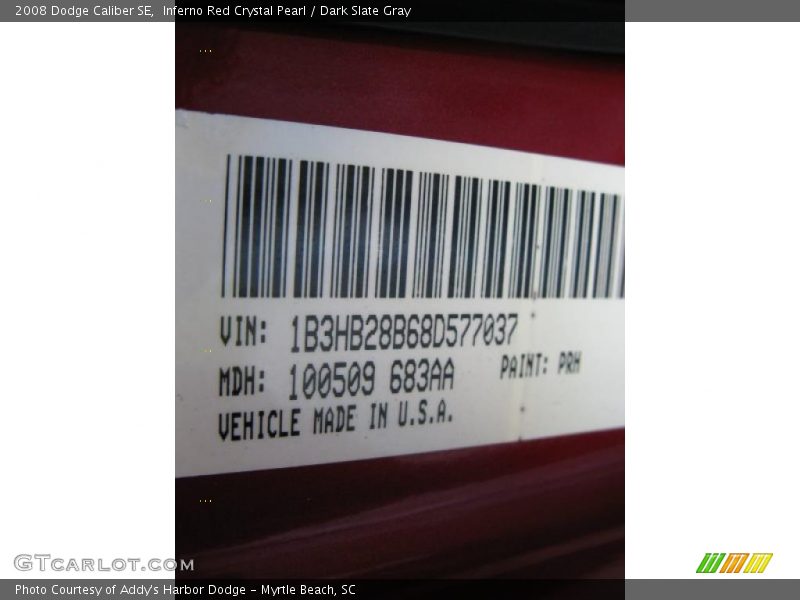 2008 Dodge Caliber SE, Inferno Red Crystal Pearl / Dark Slate Gray
VIN: 1B3HB28B68D577037
MDH: 100509 683AA
PAINT: PRH
VEHICLE MADE IN U.S.A.
GTCARLOT.COM
Photo Courtesy of Addy's Harbor Dodge - Myrtle Beach, SC